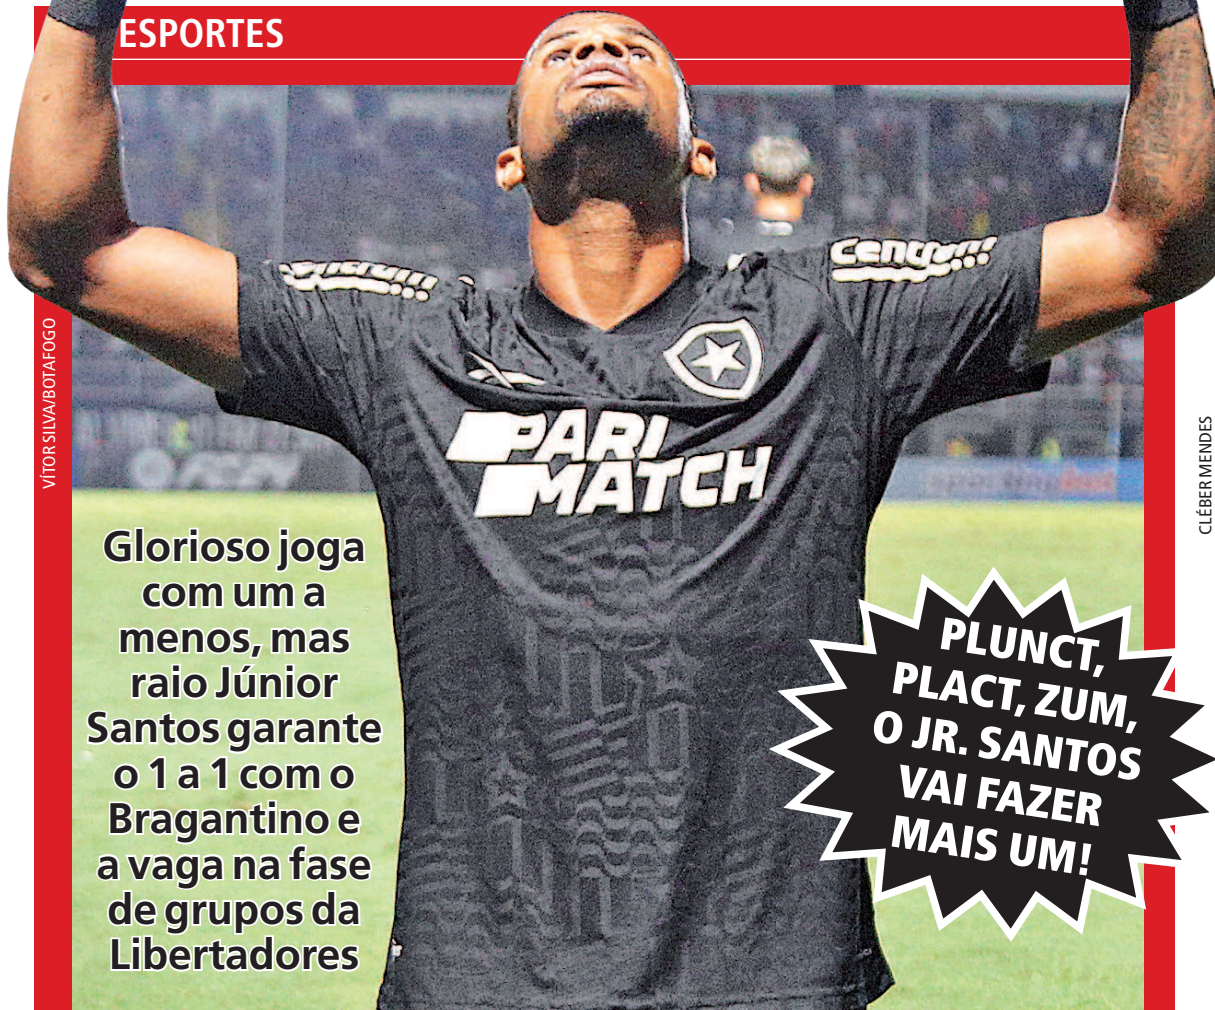 ESPORTES
VÍTOR SILVA/BOTAFOGO
CLÉBER MENDES
Centrum
PARI
MATCH
Glorioso joga
com um a
menos, mas
raio Júnior
Santos garante
o 1 a 1 com o
Bragantino e
a vaga na fase
de grupos da
Libertadores
PLUNCT,
PLACT, ZUM,
O JR. SANTOS
VAI FAZER
MAIS UM!